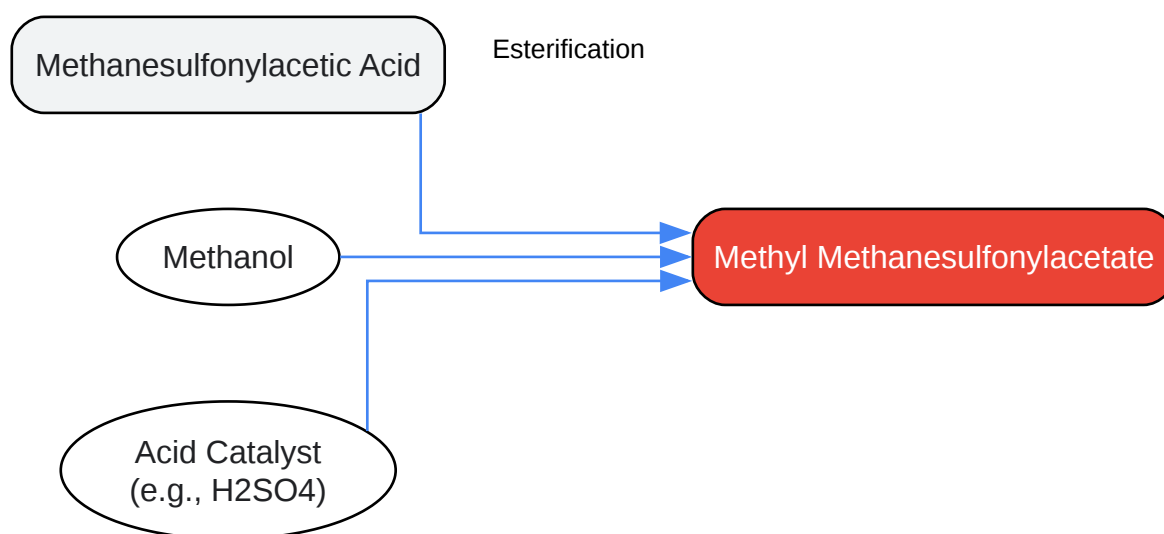 Methanesulfonylacetic Acid
Esterification
Methanol
Methyl Methanesulfonylacetate
Acid Catalyst
(e.g., H2SO4)